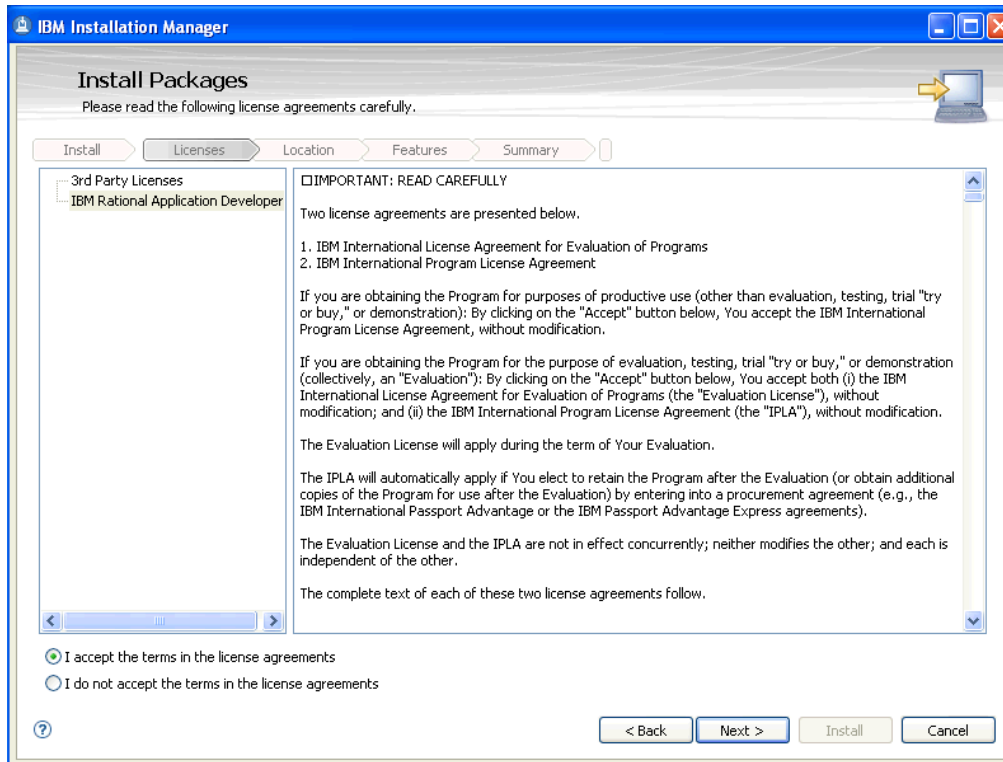 IBM Installation Manager
Install Packages
Please read the following license agreements carefully.
Install
Licenses
Location
Features
Summary
3rd Party Licenses
IBM Rational Application Developer
□IMPORTANT: READ CAREFULLY
Two license agreements are presented below.
1. IBM International License Agreement for Evaluation of Programs
2. IBM International Program License Agreement
If you are obtaining the Program for purposes of productive use (other than evaluation, testing, trial "try
or buy," or demonstration): By clicking on the "Accept" button below, You accept the IBM International
Program License Agreement, without modification.
If you are obtaining the Program for the purpose of evaluation, testing, trial "try or buy," or demonstration
(collectively, an "Evaluation"): By clicking on the "Accept" button below, You accept both (i) the IBM
International License Agreement for Evaluation of Programs (the "Evaluation License"), without
modification; and (ii) the IBM International Program License Agreement (the "IPLA"), without modification.
The Evaluation License will apply during the term of Your Evaluation.
The IPLA will automatically apply if You elect to retain the Program after the Evaluation (or obtain additional
copies of the Program for use after the Evaluation) by entering into a procurement agreement (e.g., the
IBM International Passport Advantage or the IBM Passport Advantage Express agreements).
The Evaluation License and the IPLA are not in effect concurrently; neither modifies the other; and each is
independent of the other.
The complete text of each of these two license agreements follow.
I accept the terms in the license agreements
I do not accept the terms in the license agreements
?
< Back
Next >
Install
Cancel